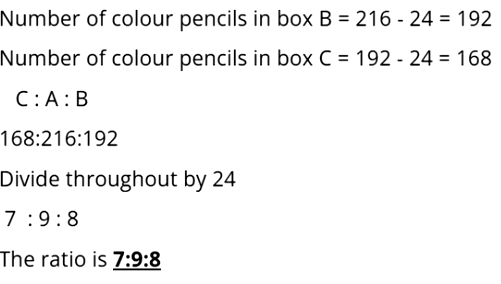 Number of colour pencils in box B = 216 - 24 = 192
Number of colour pencils in box C = 192 - 24 = 168
C : A : B
168:216:192
Divide throughout by 24
7 : 9 : 8
The ratio is 7:9:8